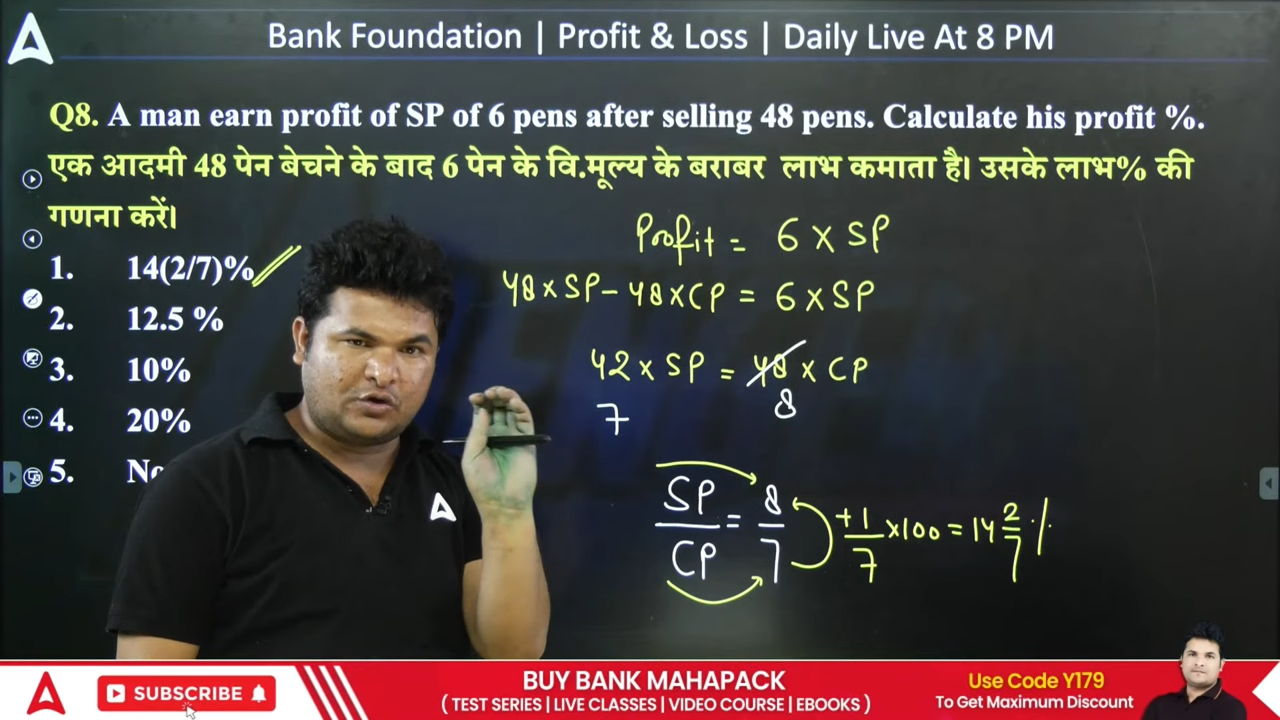 Bank Foundation | Profit & Loss | Daily Live At 8 PM
Q8. A man earn profit of SP of 6 pens after selling 48 pens. Calculate his profit %.
एक आदमी 48 पेन बेचने के बाद 6 पेन के वि.मूल्य के बराबर लाभ कमाता है। उसके लाभ% की
गणना करें।
1. 14(2/7)%
2. 12.5 %
3. 10%
4. 20%
5.
Profit = 6 × SP
48 × SP - 48 × CP = 6 × SP
42 × SP = 48 × CP
7 8
SP/CP = 8/7 +1/7 × 100 = 14 2/7 %
SUBSCRIBE
BUY BANK MAHAPACK
( TEST SERIES | LIVE CLASSES | VIDEO COURSE | EBOOKS )
Use Code Y179
To Get Maximum Discount